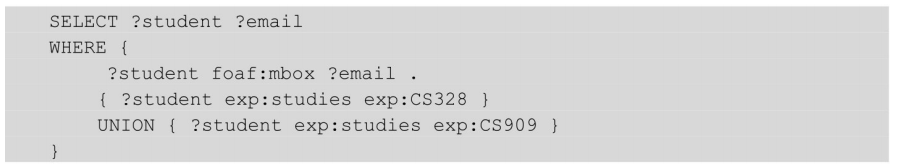 SELECT ?student ?email
WHERE {
?student foaf:mbox ?email .
{ ?student exp:studies exp:CS328 }
UNION { ?student exp:studies exp:CS909 }
}